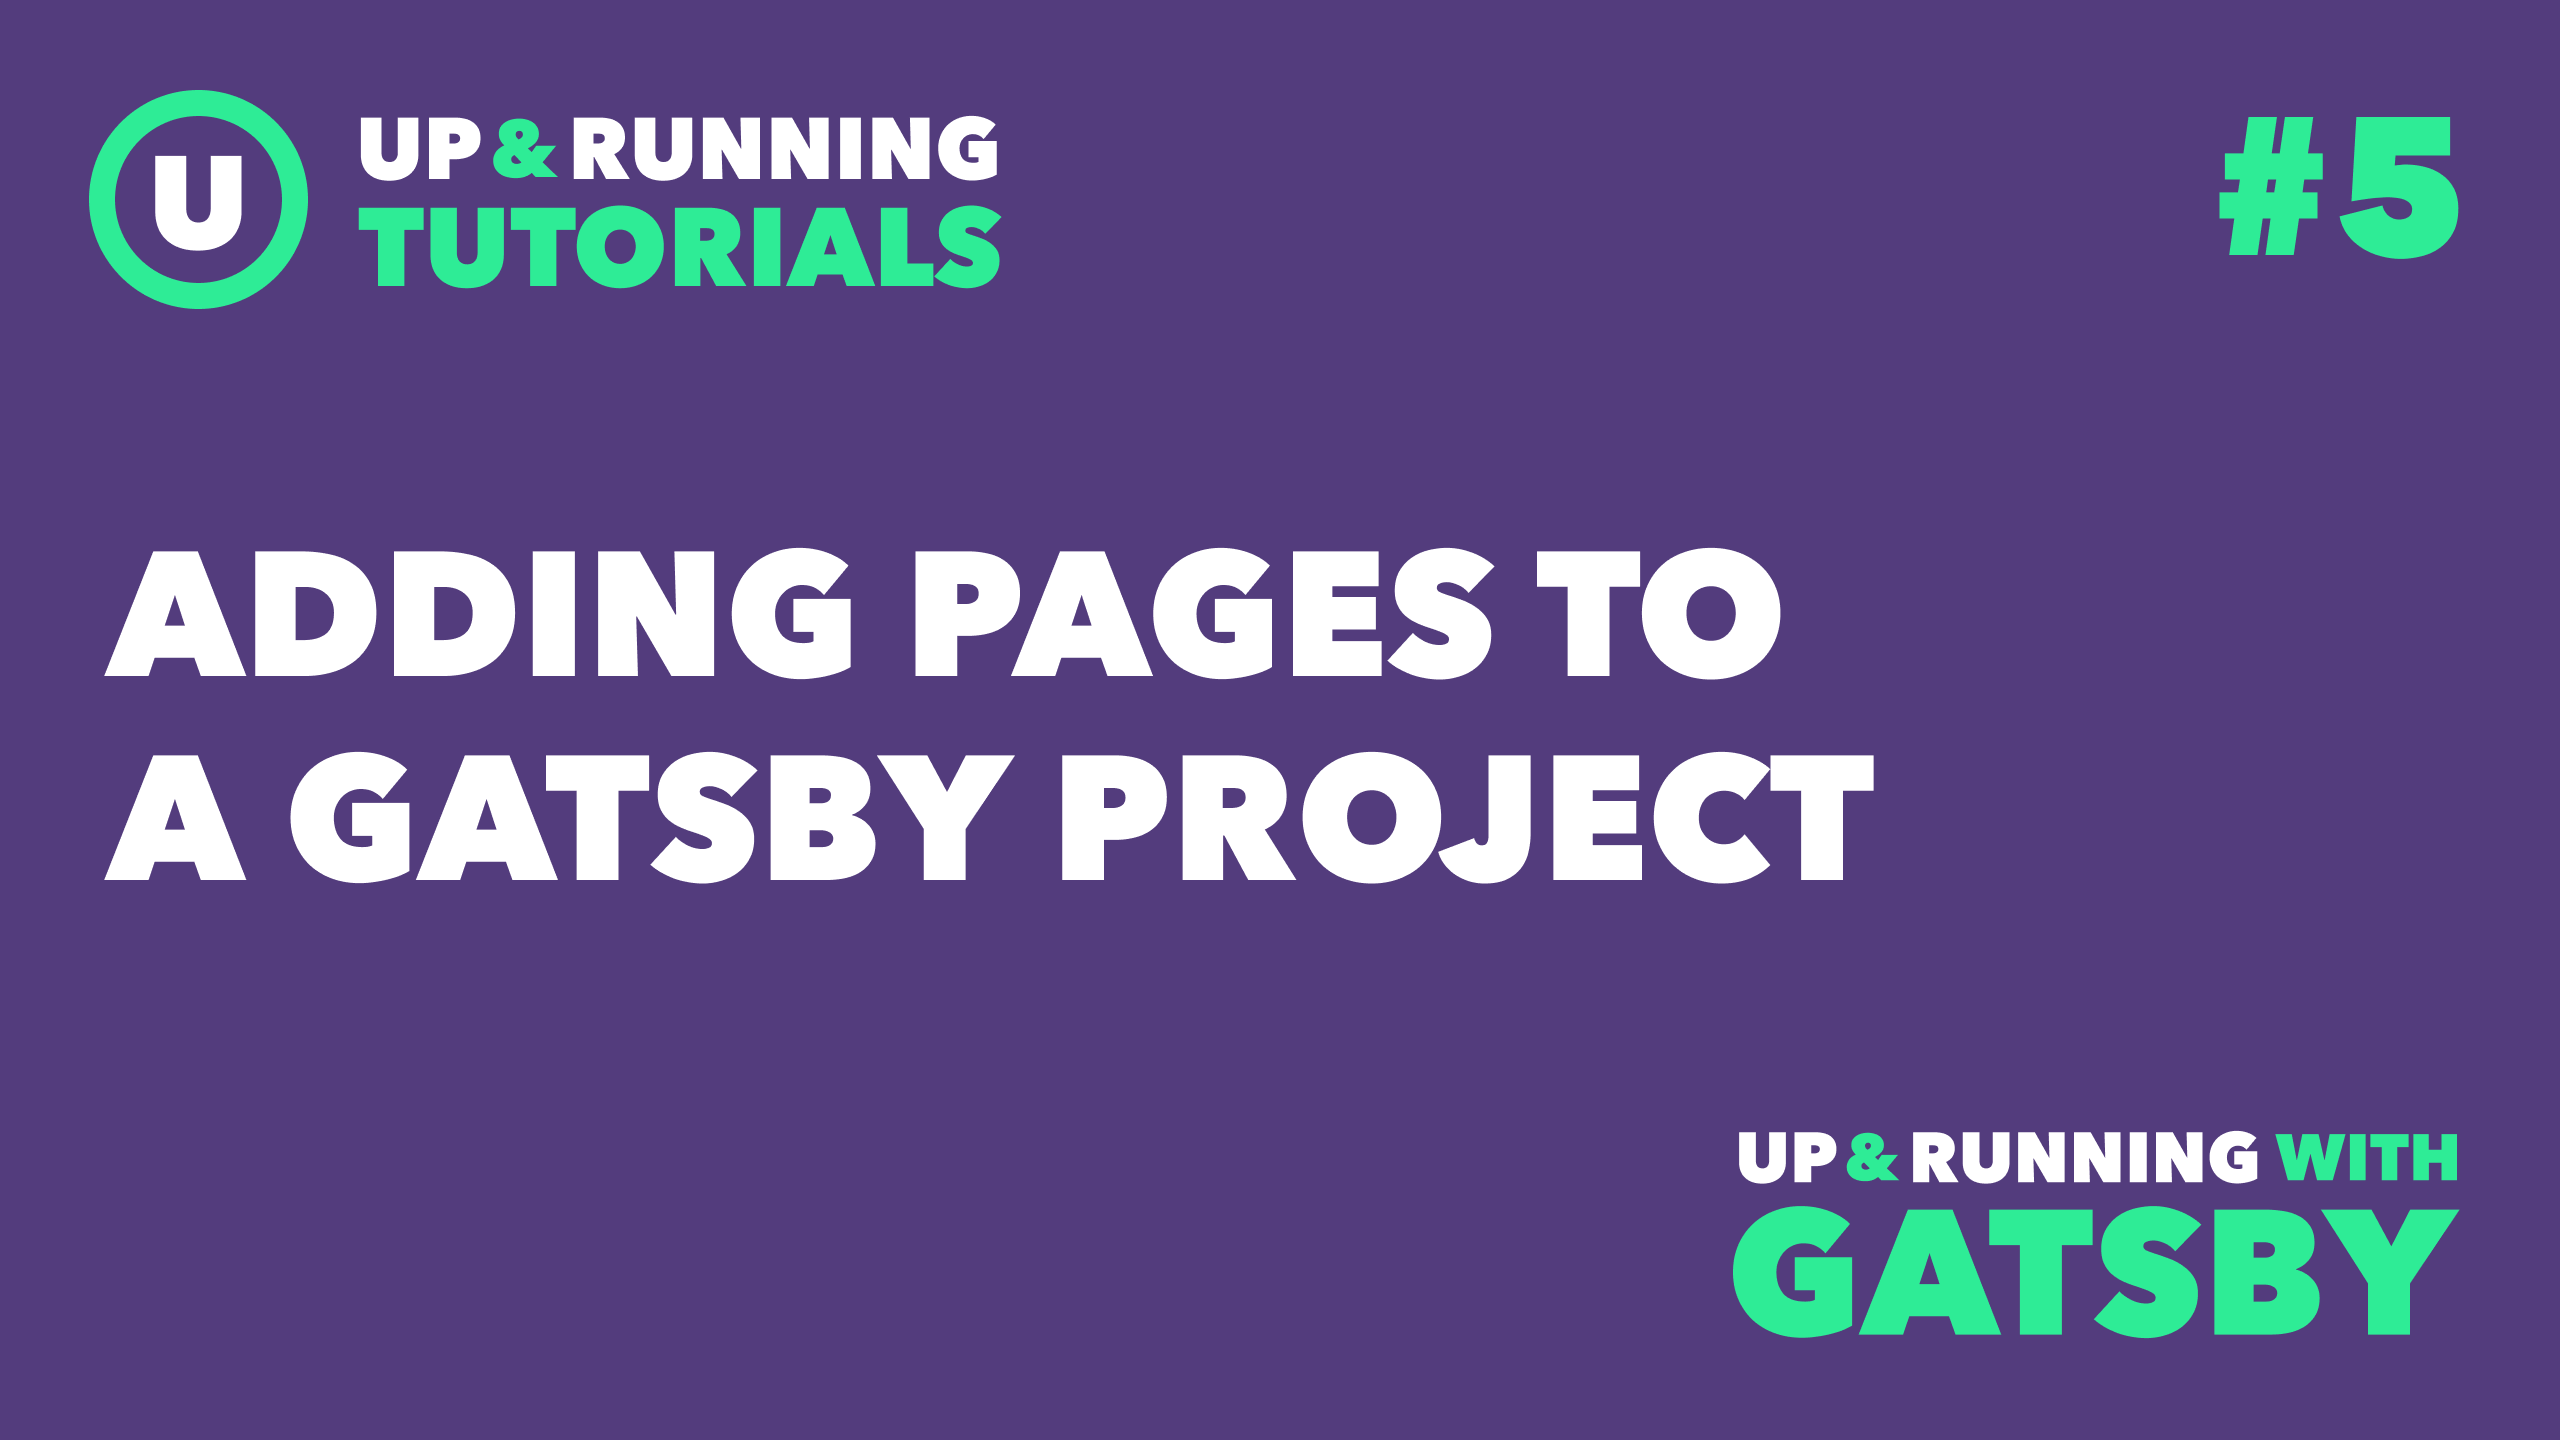 U
UP & RUNNING
TUTORIALS
#5
ADDING PAGES TO
A GATSBY PROJECT
UP & RUNNING WITH
GATSBY